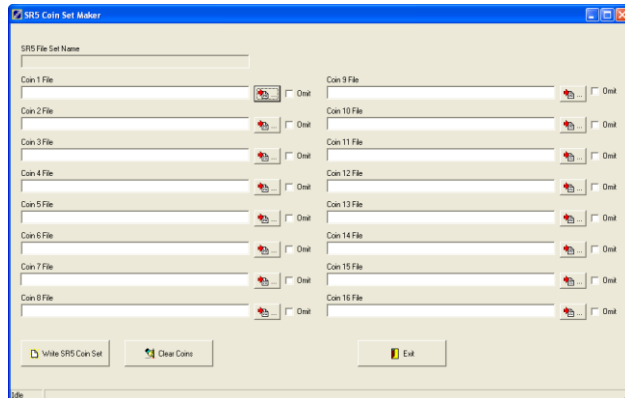 SR5 Coin Set Maker
SR5 File Set Name
Coin 1 File
... Omit
Coin 9 File
... Omit
Coin 2 File
... Omit
Coin 10 File
... Omit
Coin 3 File
... Omit
Coin 11 File
... Omit
Coin 4 File
... Omit
Coin 12 File
... Omit
Coin 5 File
... Omit
Coin 13 File
... Omit
Coin 6 File
... Omit
Coin 14 File
... Omit
Coin 7 File
... Omit
Coin 15 File
... Omit
Coin 8 File
... Omit
Coin 16 File
... Omit
Write SR5 Coin Set
Clear Coins
Exit
Idle